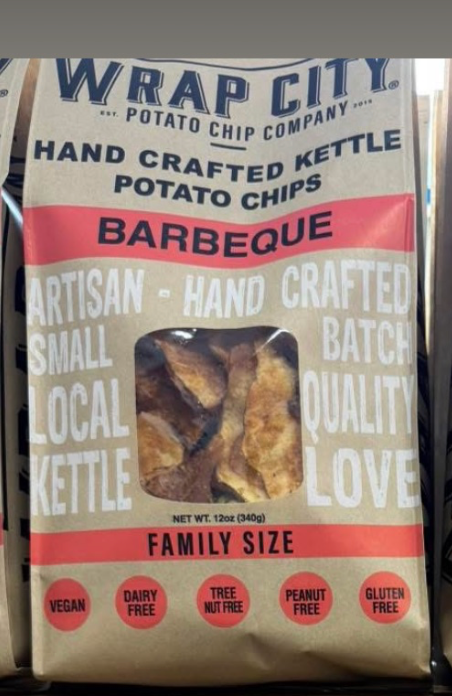 WRAP CITY®
EST. POTATO CHIP COMPANY 2016
HAND CRAFTED KETTLE
POTATO CHIPS
BARBEQUE
ARTISAN - HAND CRAFTED
SMALL BATCH
LOCAL QUALITY
KETTLE LOVE
NET WT. 12oz (340g)
FAMILY SIZE
VEGAN
DAIRY
FREE
TREE
NUT FREE
PEANUT
FREE
GLUTEN
FREE